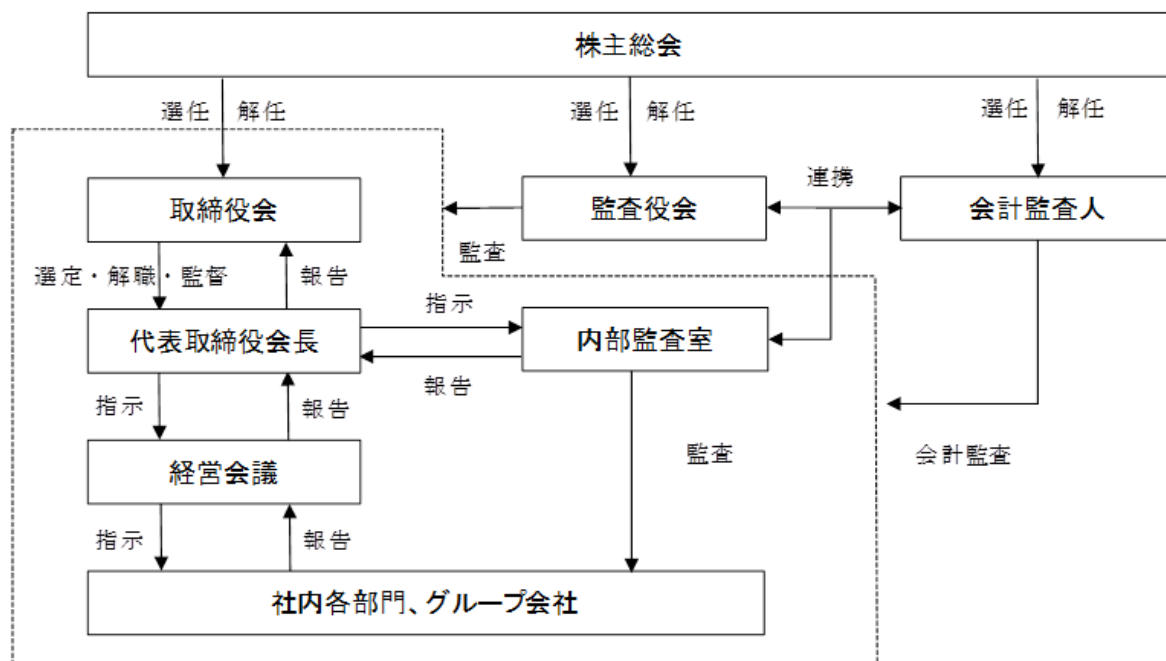 株主総会
選任 解任
選任 解任
選任 解任
取締役会
監査役会
連携
会計監査人
監査
選定・解職・監督
報告
代表取締役会長
指示
報告
内部監査室
指示
報告
経営会議
監査
会計監査
指示
報告
社内各部門、グループ会社